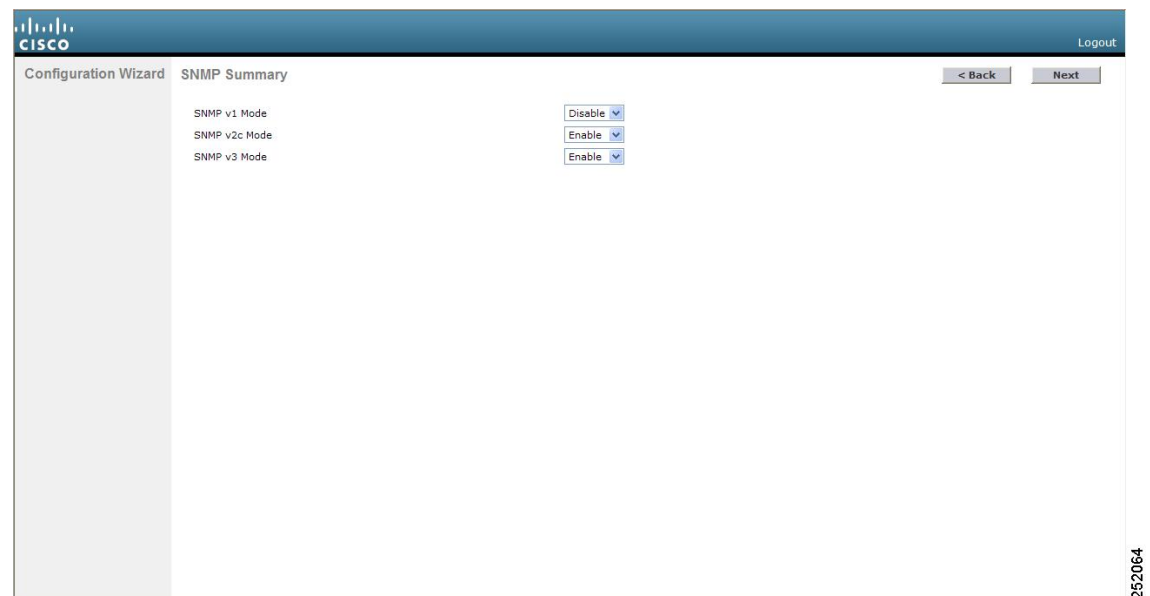 CISCO
Logout
Configuration Wizard
SNMP Summary
< Back
Next
SNMP v1 Mode Disable
SNMP v2c Mode Enable
SNMP v3 Mode Enable
252064